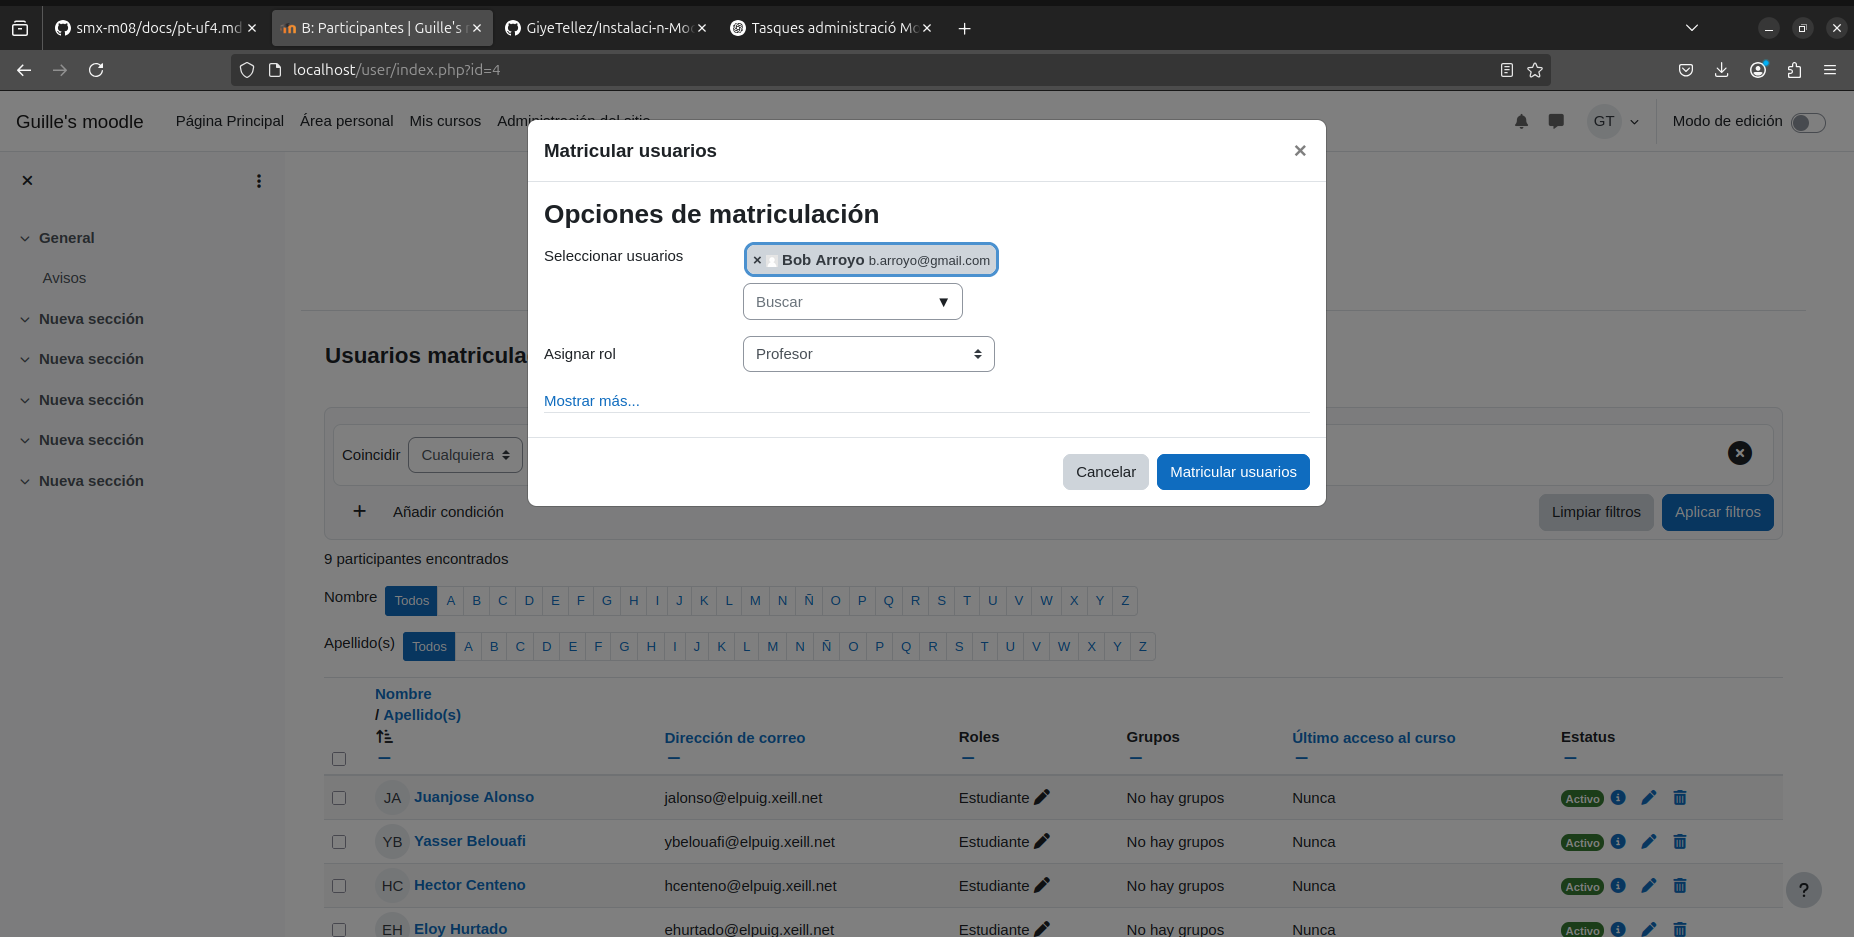 smx-m08/docs/pt-uf4.md
B: Participantes | Guille's
GiyeTellez/Instalaci-n-Moo
Tasques administració Mo
localhost/user/index.php?id=4
Guille's moodle
Página Principal
Área personal
Mis cursos
Administración del sitio
GT
Modo de edición
General
Avisos
Nueva sección
Nueva sección
Nueva sección
Nueva sección
Nueva sección
Matricular usuarios
Opciones de matriculación
Seleccionar usuarios
Bob Arroyo b.arroyo@gmail.com
Buscar
Asignar rol
Profesor
Mostrar más...
Cancelar
Matricular usuarios
Usuarios matricula
Coincidir Cualquiera
Añadir condición
Limpiar filtros
Aplicar filtros
9 participantes encontrados
Nombre Todos A B C D E F G H I J K L M N Ñ O P Q R S T U V W X Y Z
Apellido(s) Todos A B C D E F G H I J K L M N Ñ O P Q R S T U V W X Y Z
Nombre
/ Apellido(s)
Dirección de correo Roles Grupos Último acceso al curso Estatus
JA Juanjose Alonso jalonso@elpuig.xeill.net Estudiante No hay grupos Nunca Activo
YB Yasser Belouafi ybelouafi@elpuig.xeill.net Estudiante No hay grupos Nunca Activo
HC Hector Centeno hcenteno@elpuig.xeill.net Estudiante No hay grupos Nunca Activo
?
EH Eloy Hurtado ehurtado@elpuig.xeill.net Estudiante No hay grupos Nunca Activo